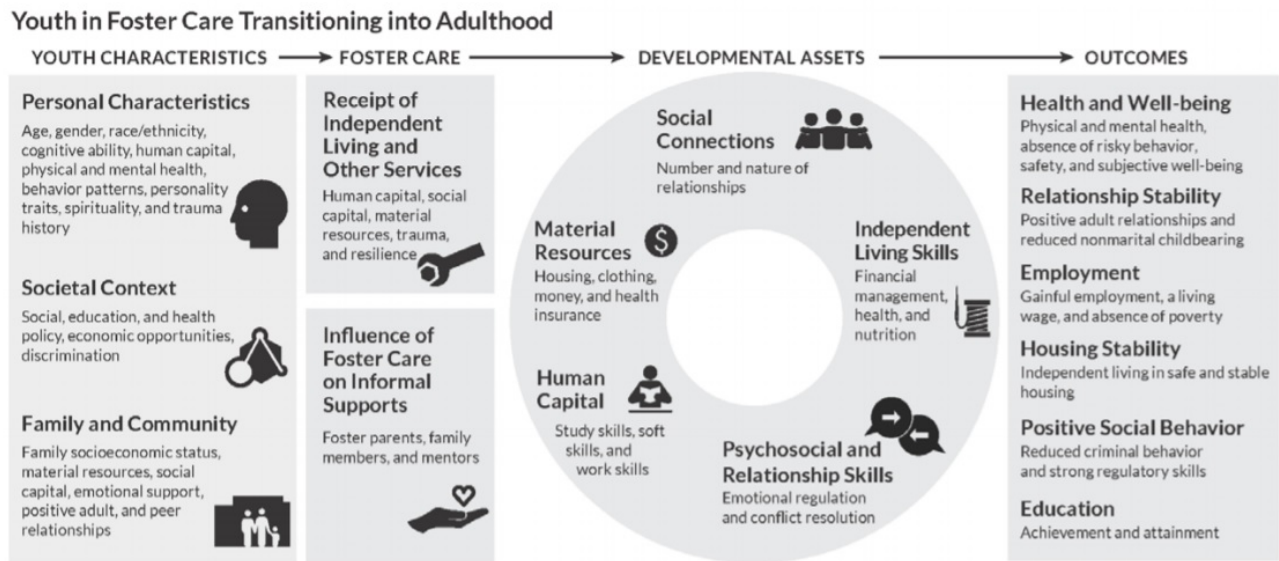 Youth in Foster Care Transitioning into Adulthood
YOUTH CHARACTERISTICS
FOSTER CARE
DEVELOPMENTAL ASSETS
OUTCOMES
Personal Characteristics
Age, gender, race/ethnicity,
cognitive ability, human capital,
physical and mental health,
behavior patterns, personality
traits, spirituality, and trauma
history
Societal Context
Social, education, and health
policy, economic opportunities,
discrimination
Family and Community
Family socioeconomic status,
material resources, social
capital, emotional support,
positive adult, and peer
relationships
Receipt of
Independent
Living and
Other Services
Human capital, social
capital, material
resources, trauma,
and resilience
Influence of
Foster Care
on Informal
Supports
Foster parents, family
members, and mentors
Social
Connections
Number and nature of
relationships
Material
Resources
$
Housing, clothing,
money, and health
insurance
Independent
Living Skills
Financial
management,
health, and
nutrition
Human
Capital
Study skills, soft
skills, and
work skills
Psychosocial and
Relationship Skills
Emotional regulation
and conflict resolution
Health and Well-being
Physical and mental health,
absence of risky behavior,
safety, and subjective well-being
Relationship Stability
Positive adult relationships and
reduced nonmarital childbearing
Employment
Gainful employment, a living
wage, and absence of poverty
Housing Stability
Independent living in safe and stable
housing
Positive Social Behavior
Reduced criminal behavior
and strong regulatory skills
Education
Achievement and attainment